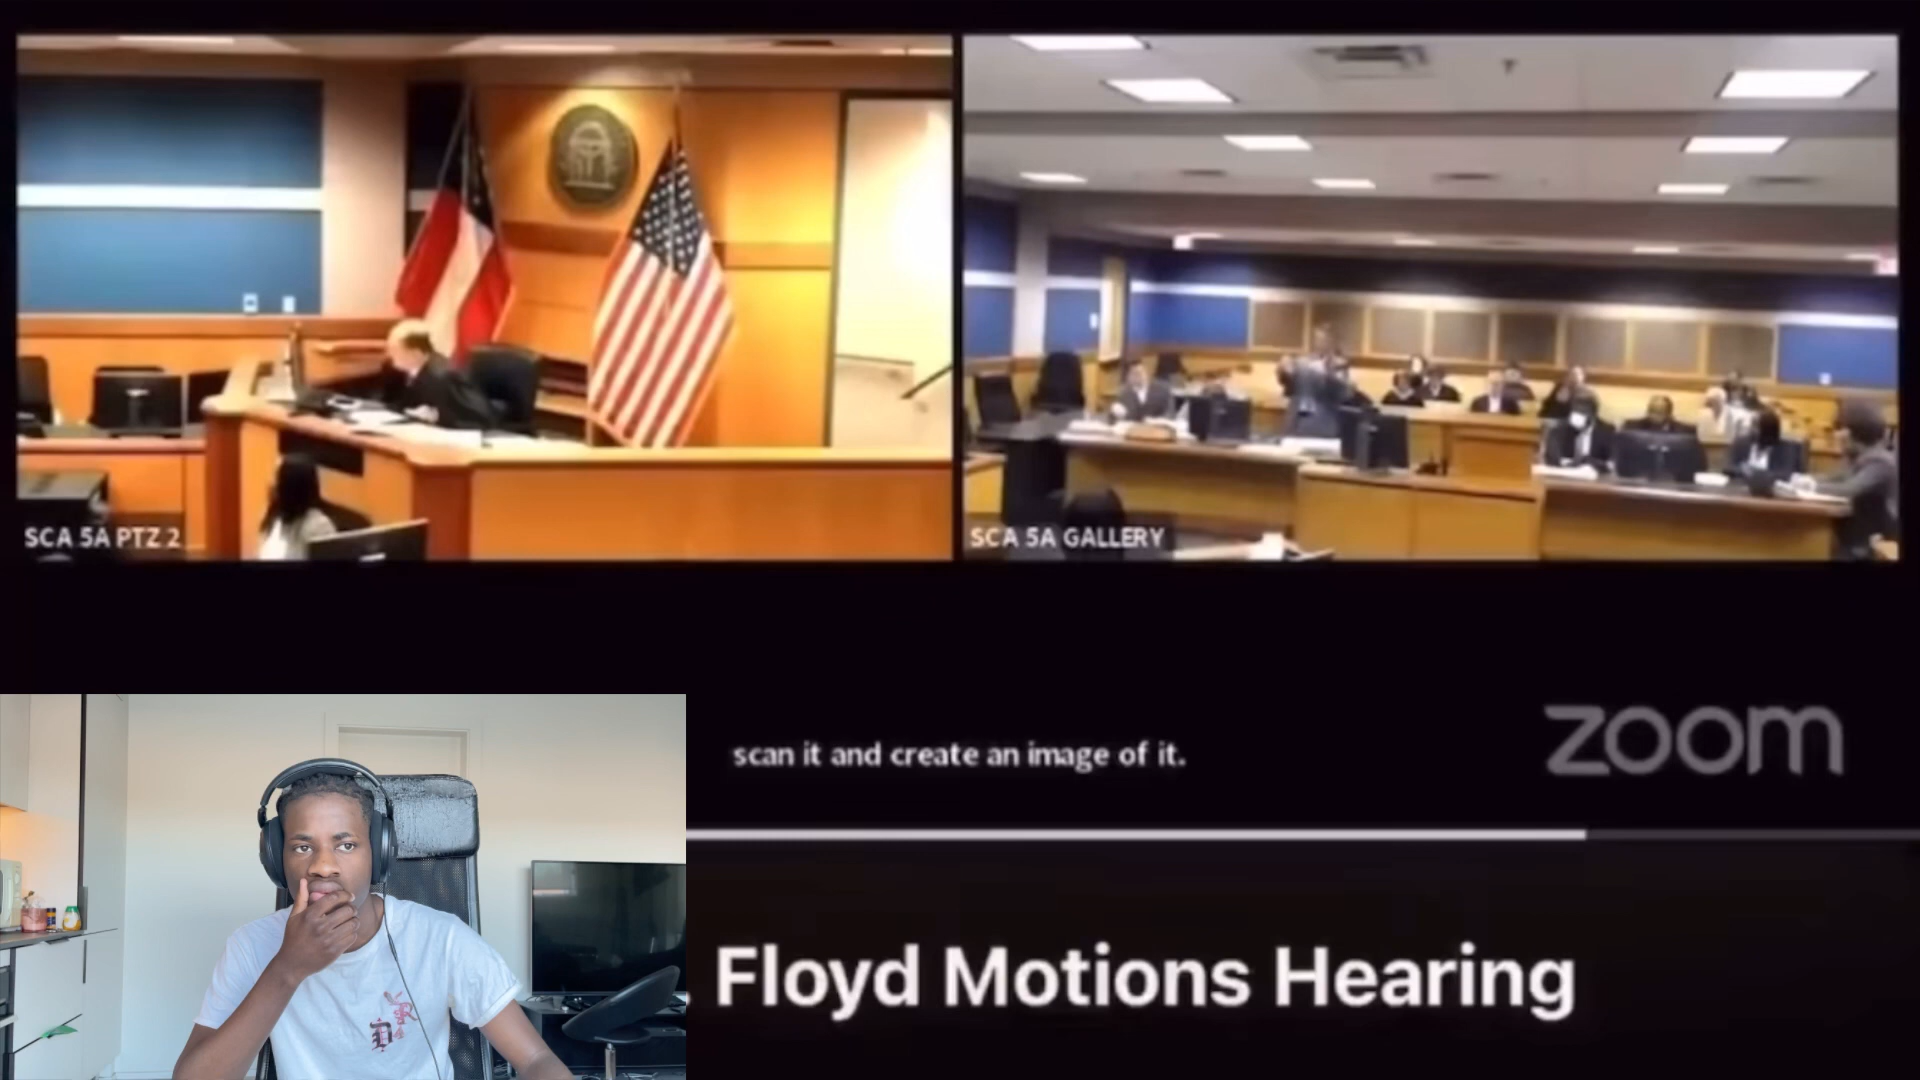 SCA 5A PTZ 2
SCA 5A GALLERY
scan it and create an image of it.
zoom
. Floyd Motions Hearing